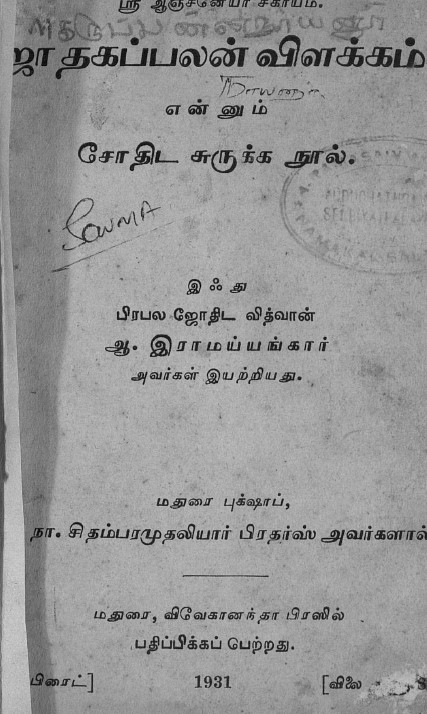 ஸ்ரீ ஆஞ்சனேயர் சகாயம்.
ஜாதகப்பலன் விளக்கம்
என்னும்
சோதிட சுருக்க நூல்.
இஃது
பிரபல ஜோதிட வித்வான்
ஆ. இராமய்யங்கார்
அவர்கள் இயற்றியது.
மதுரை புக்ஷாப்,
நா. சிதம்பரமுதலியார் பிரதர்ஸ் அவர்களால்
மதுரை, விவேகானந்தா பிரஸில்
பதிப்பிக்கப் பெற்றது.
பிரைட்] 1931 [விலை